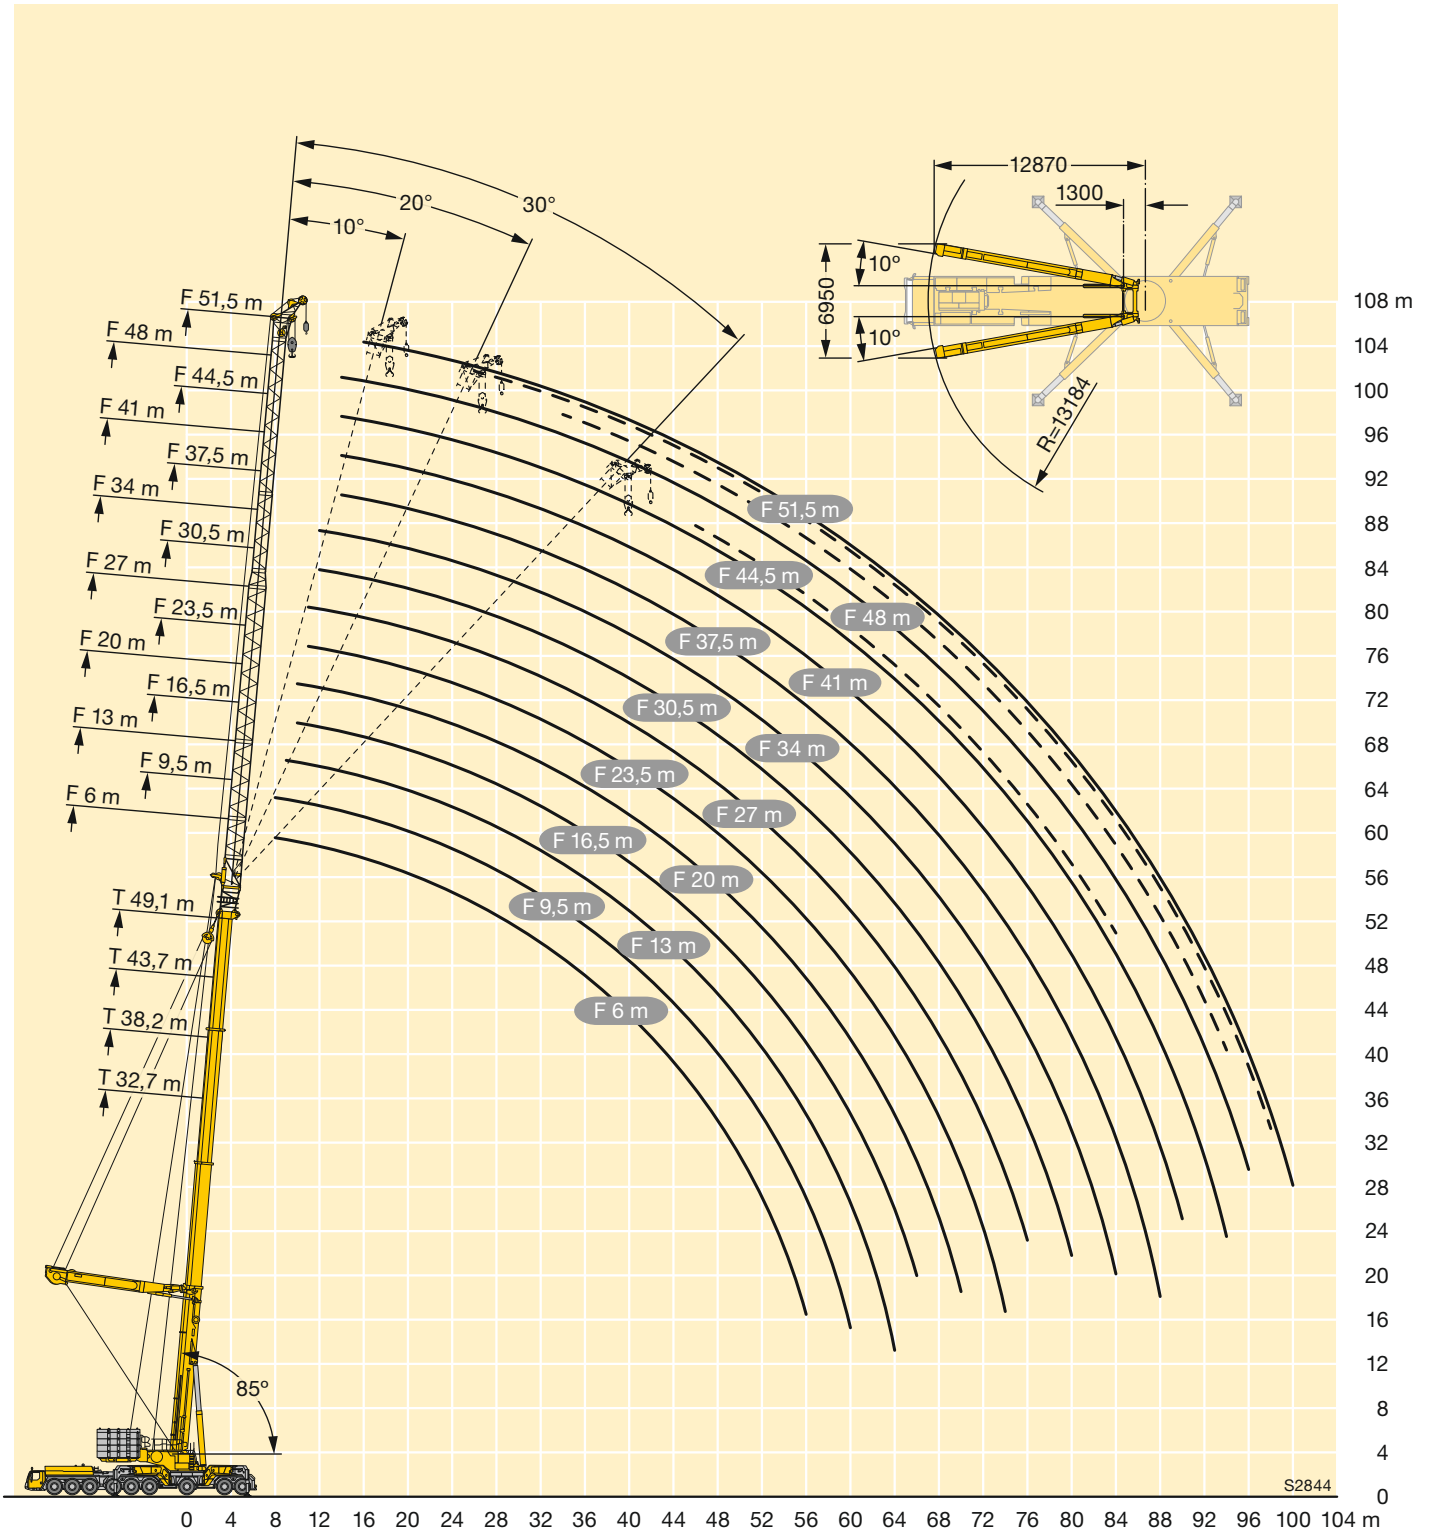 12870
1300
6950
10°
10°
R=13184
30°
20°
10°
F 51,5 m
F 48 m
F 44,5 m
F 41 m
F 37,5 m
F 34 m
F 30,5 m
F 27 m
F 23,5 m
F 20 m
F 16,5 m
F 13 m
F 9,5 m
F 6 m
T 49,1 m
T 43,7 m
T 38,2 m
T 32,7 m
85°
F 51,5 m
F 44,5 m
F 48 m
F 37,5 m
F 41 m
F 30,5 m
F 34 m
F 23,5 m
F 27 m
F 16,5 m
F 20 m
F 9,5 m
F 13 m
F 6 m
108 m
104
100
96
92
88
84
80
76
72
68
64
60
56
52
48
44
40
36
32
28
24
20
16
12
8
4
0
S2844
0 4 8 12 16 20 24 28 32 36 40 44 48 52 56 60 64 68 72 76 80 84 88 92 96 100 104 m